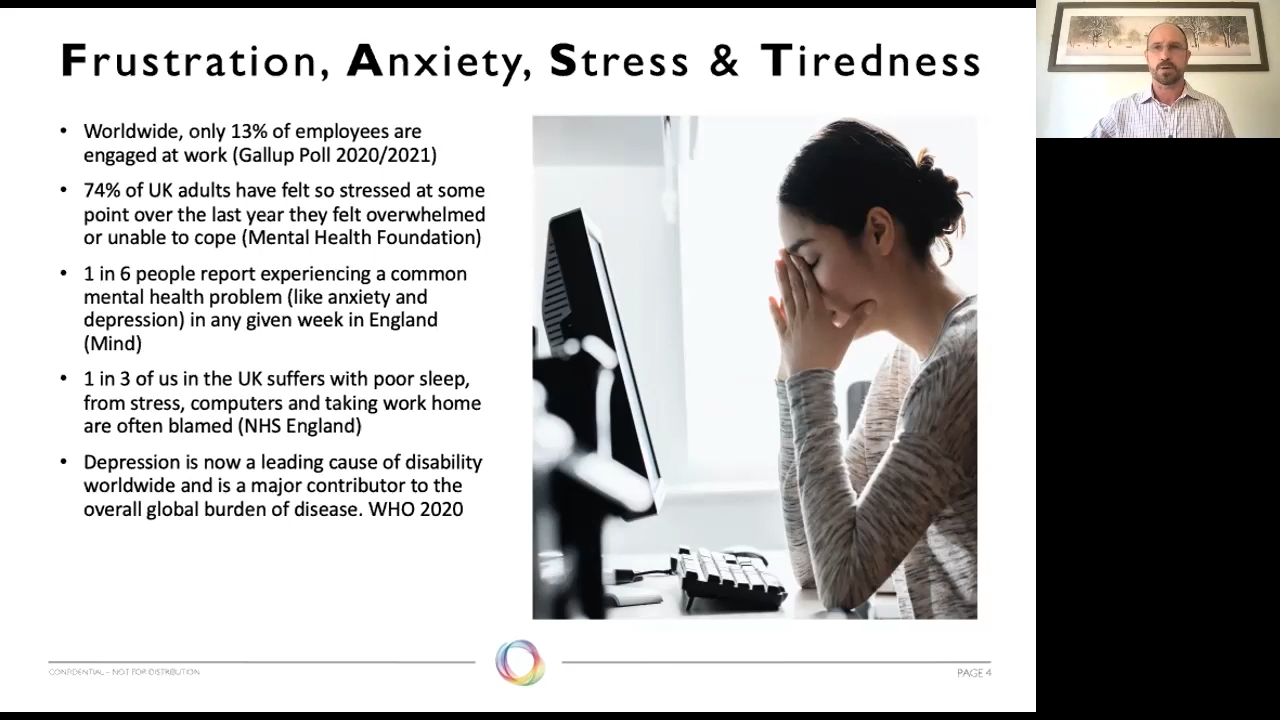 Frustration, Anxiety, Stress & Tiredness
• Worldwide, only 13% of employees are
engaged at work (Gallup Poll 2020/2021)
• 74% of UK adults have felt so stressed at some
point over the last year they felt overwhelmed
or unable to cope (Mental Health Foundation)
• 1 in 6 people report experiencing a common
mental health problem (like anxiety and
depression) in any given week in England
(Mind)
• 1 in 3 of us in the UK suffers with poor sleep,
from stress, computers and taking work home
are often blamed (NHS England)
• Depression is now a leading cause of disability
worldwide and is a major contributor to the
overall global burden of disease. WHO 2020
CONFIDENTIAL – NOT FOR DISTRIBUTION
PAGE 4